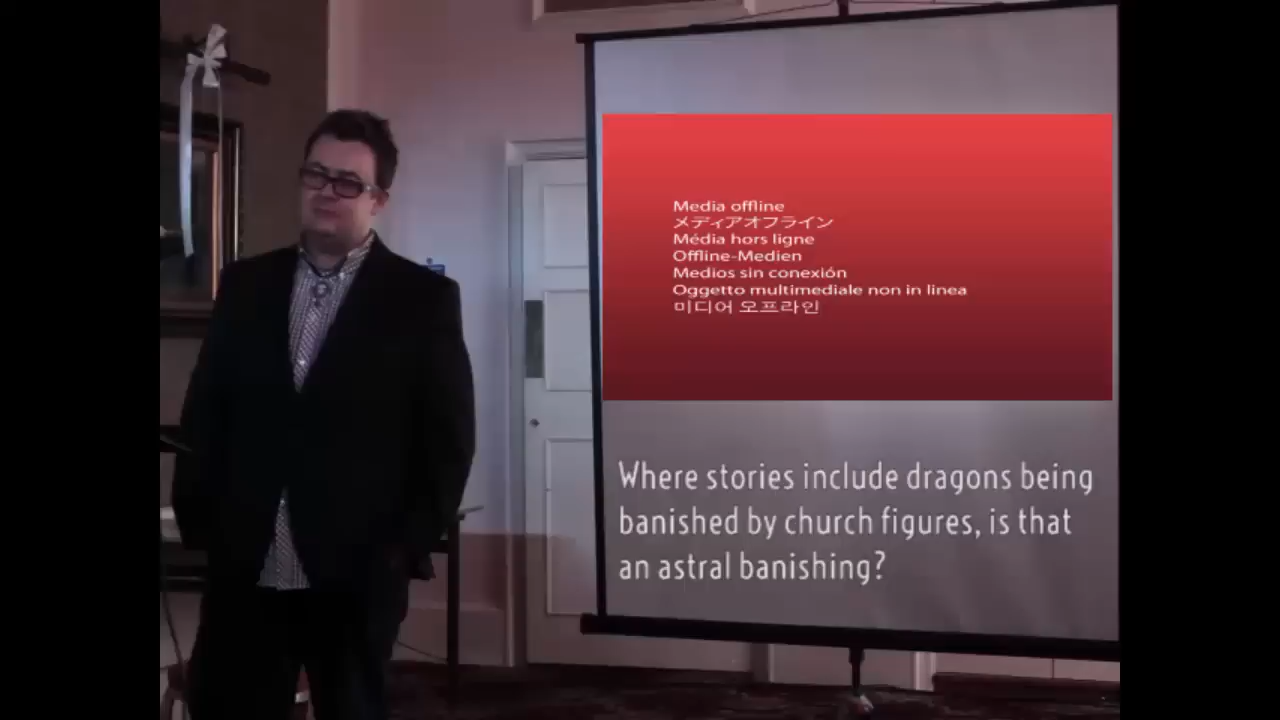 Media offline
メディアオフライン
Média hors ligne
Offline-Medien
Medios sin conexión
Oggetto multimediale non in linea
미디어 오프라인
Where stories include dragons being
banished by church figures, is that
an astral banishing?